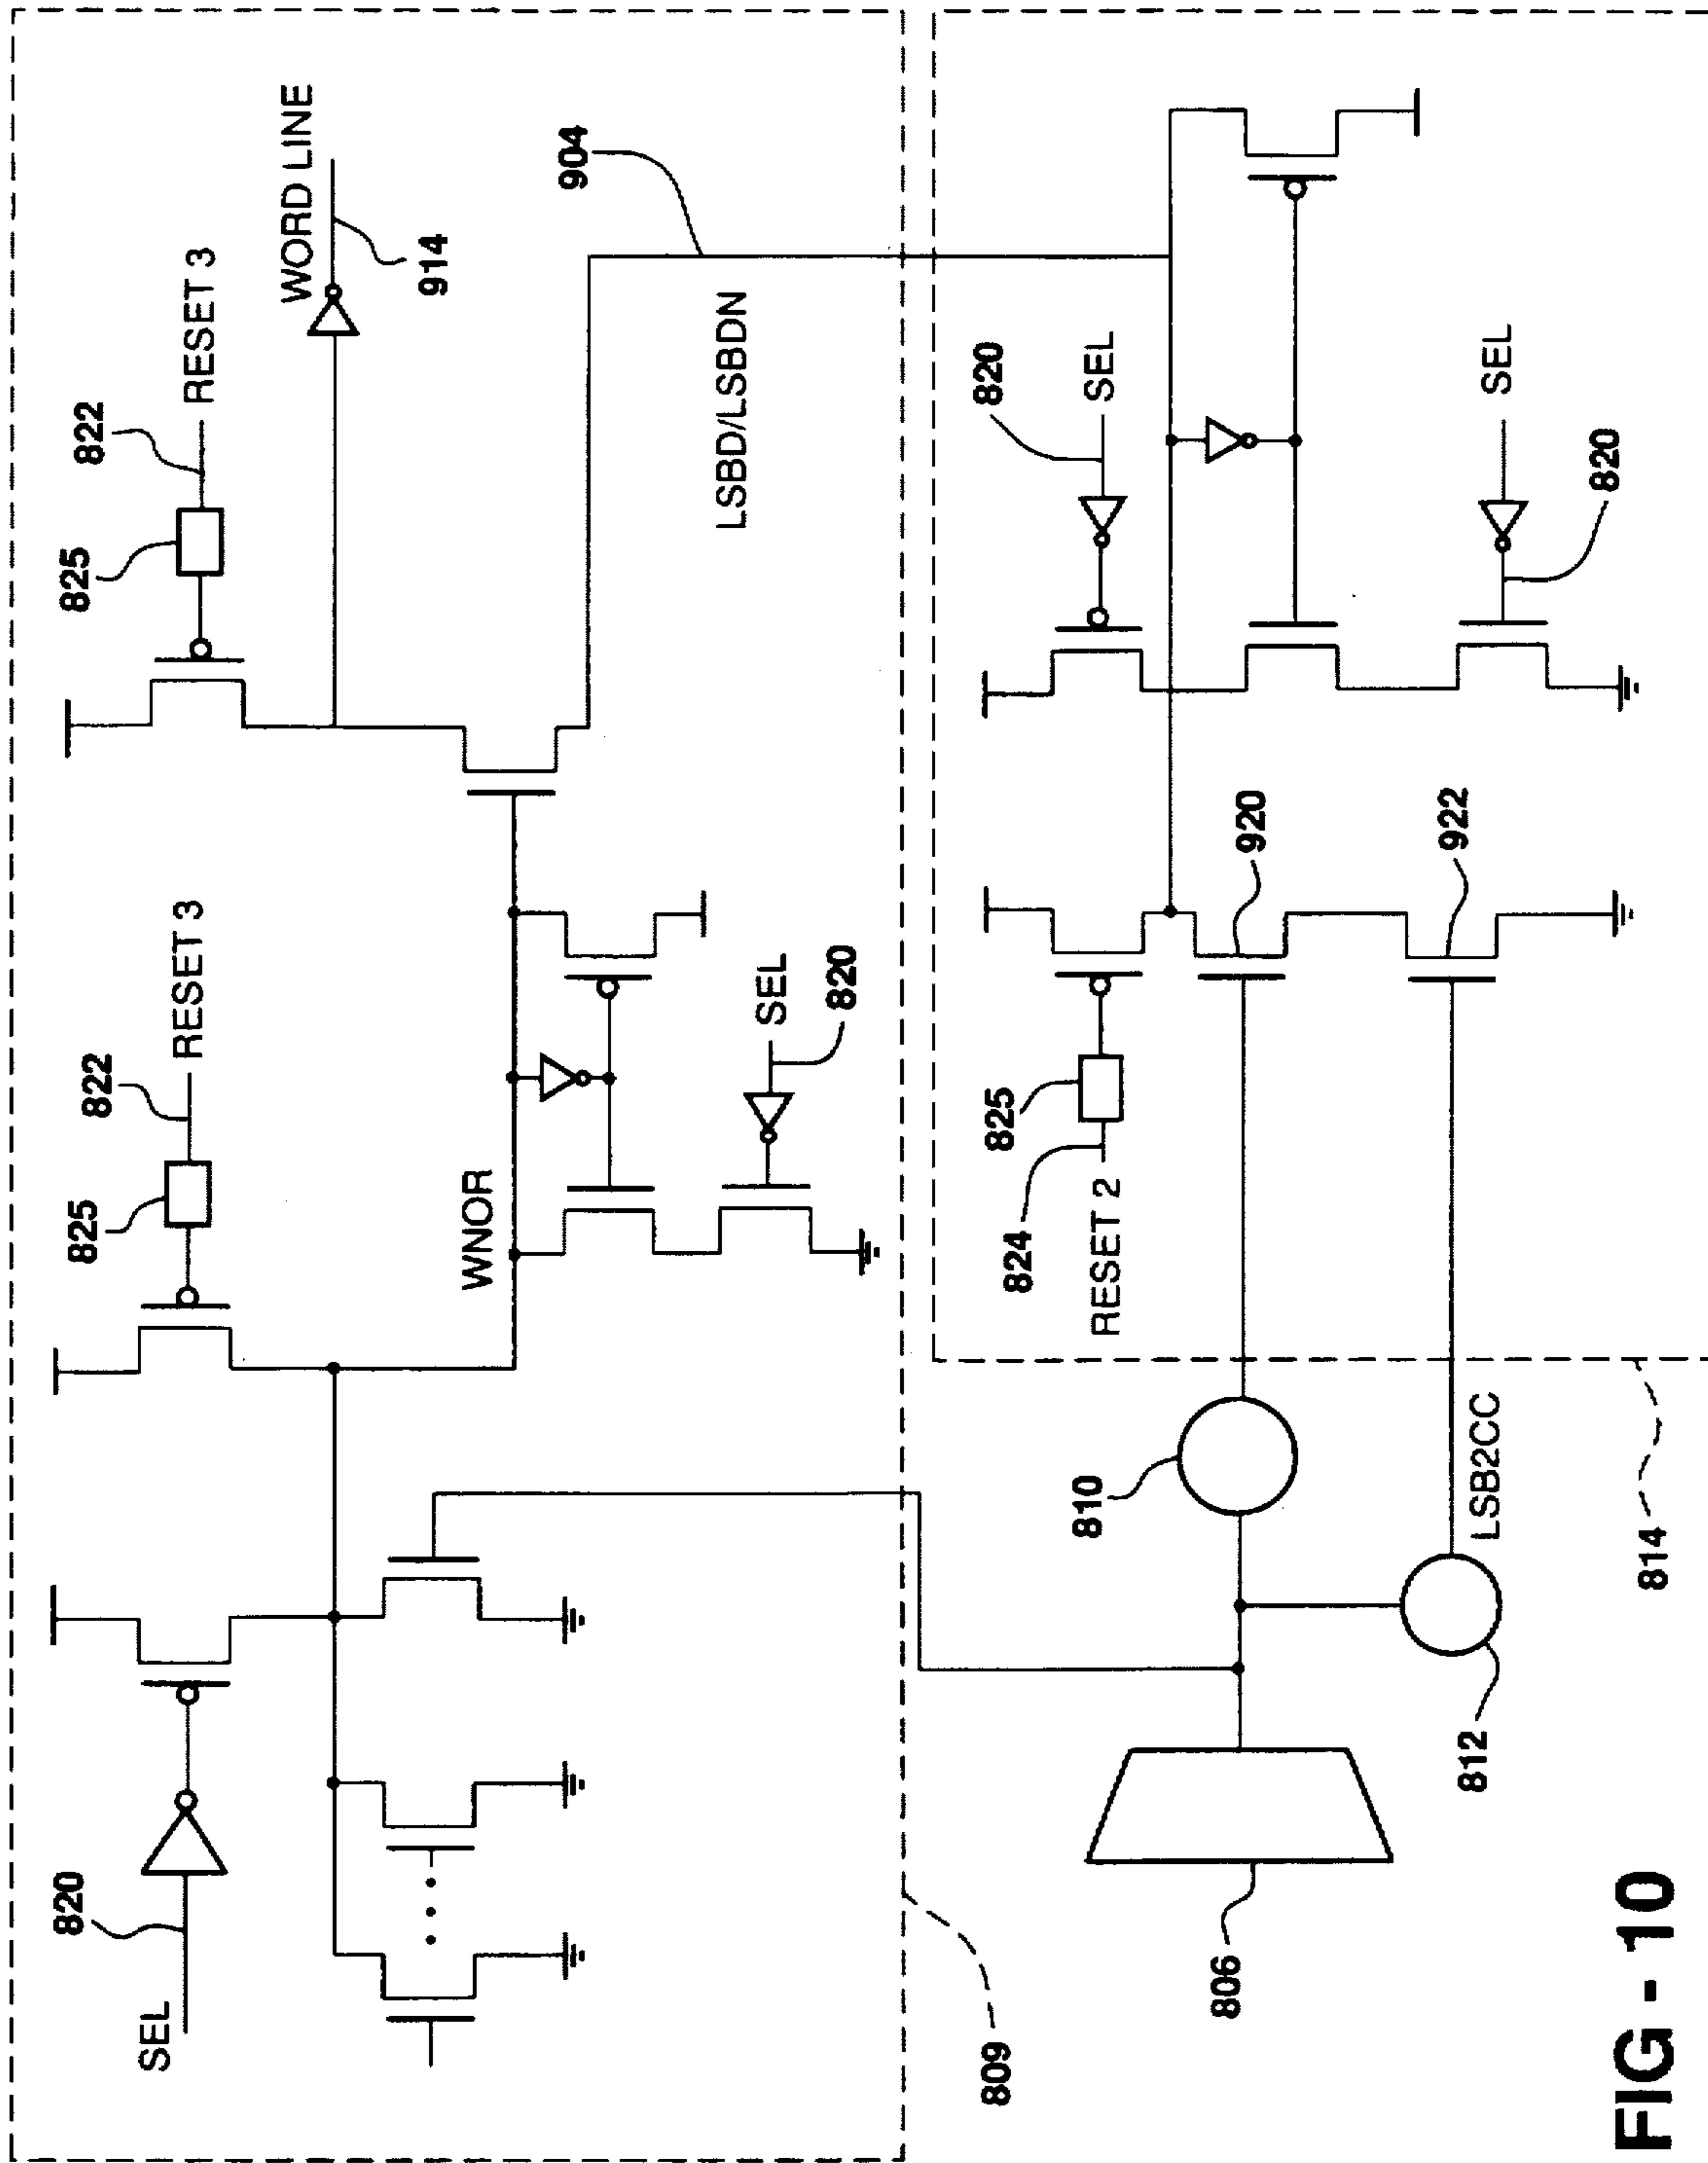 SEL
820
825
822
RESET 3
825
822
RESET 3
WORD LINE
914
WNOR
SEL
820
904
LSBD/LSBDN
809
806
810
812
LSB2CC
814
RESET 2
824
825
820
SEL
920
922
SEL
820
FIG - 10